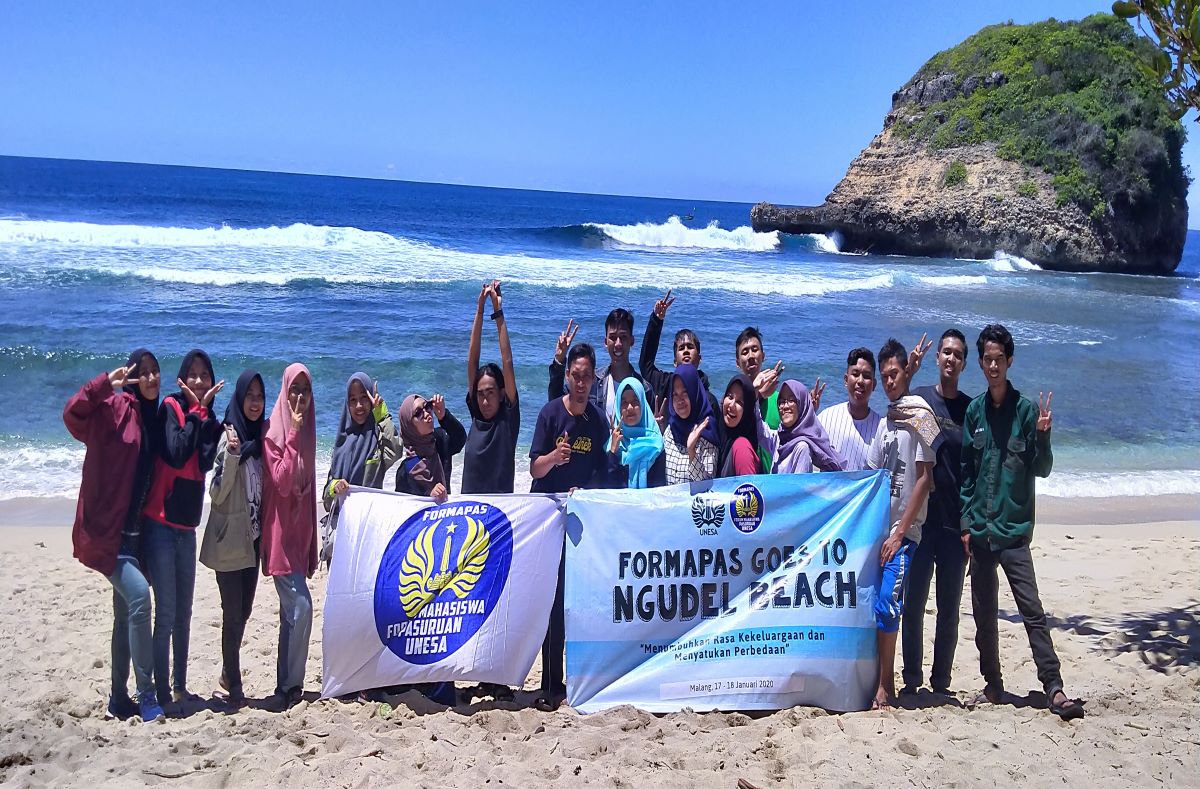 FORMAPAS
MAHASISWA
PASURUAN
UNESA
UNESA
FORMAPAS
FORMAPAS GOES TO
NGUDEL BEACH
"Menumbuhkan Rasa Kekeluargaan dan
Menyatukan Perbedaan"
Malang, 17 - 18 Januari 2020